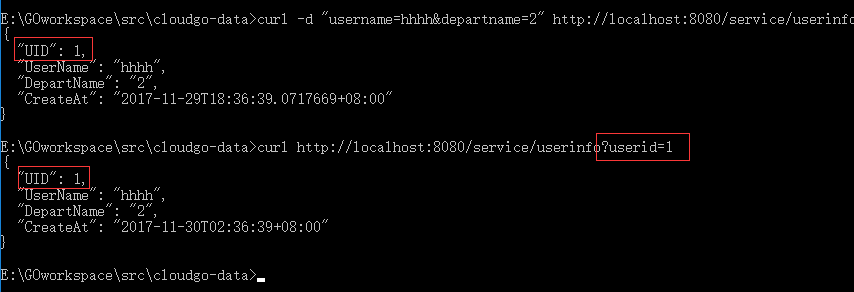 E:\GOworkspace\src\cloudgo-data>curl -d "username=hhhh&departname=2" http://localhost:8080/service/userinfo
{
  "UID": 1,
  "UserName": "hhhh",
  "DepartName": "2",
  "CreateAt": "2017-11-29T18:36:39.0717669+08:00"
}
E:\GOworkspace\src\cloudgo-data>curl http://localhost:8080/service/userinfo?userid=1
{
  "UID": 1,
  "UserName": "hhhh",
  "DepartName": "2",
  "CreateAt": "2017-11-30T02:36:39+08:00"
}
E:\GOworkspace\src\cloudgo-data>